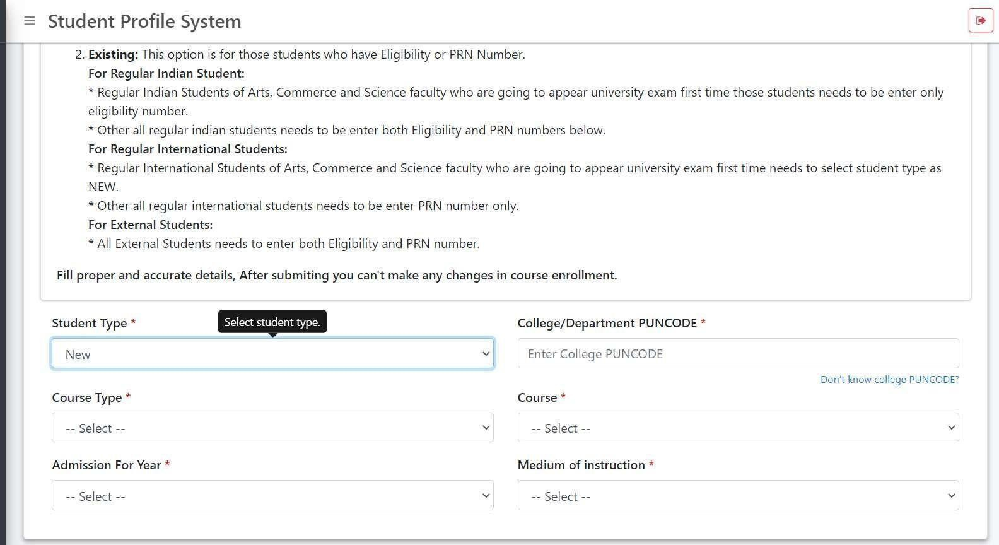 Student Profile System
2. Existing: This option is for those students who have Eligibility or PRN Number.
For Regular Indian Student:
* Regular Indian Students of Arts, Commerce and Science faculty who are going to appear university exam first time those students needs to be enter only
eligibility number.
* Other all regular indian students needs to be enter both Eligibility and PRN numbers below.
For Regular International Students:
* Regular International Students of Arts, Commerce and Science faculty who are going to appear university exam first time needs to select student type as
NEW.
* Other all regular international students needs to be enter PRN number only.
For External Students:
* All External Students needs to enter both Eligibility and PRN number.
Fill proper and accurate details, After submiting you can't make any changes in course enrollment.
Student Type *
Select student type.
New
College/Department PUNCODE *
Enter College PUNCODE
Don't know college PUNCODE?
Course Type *
-- Select --
Course *
-- Select --
Admission For Year *
-- Select --
Medium of instruction *
-- Select --